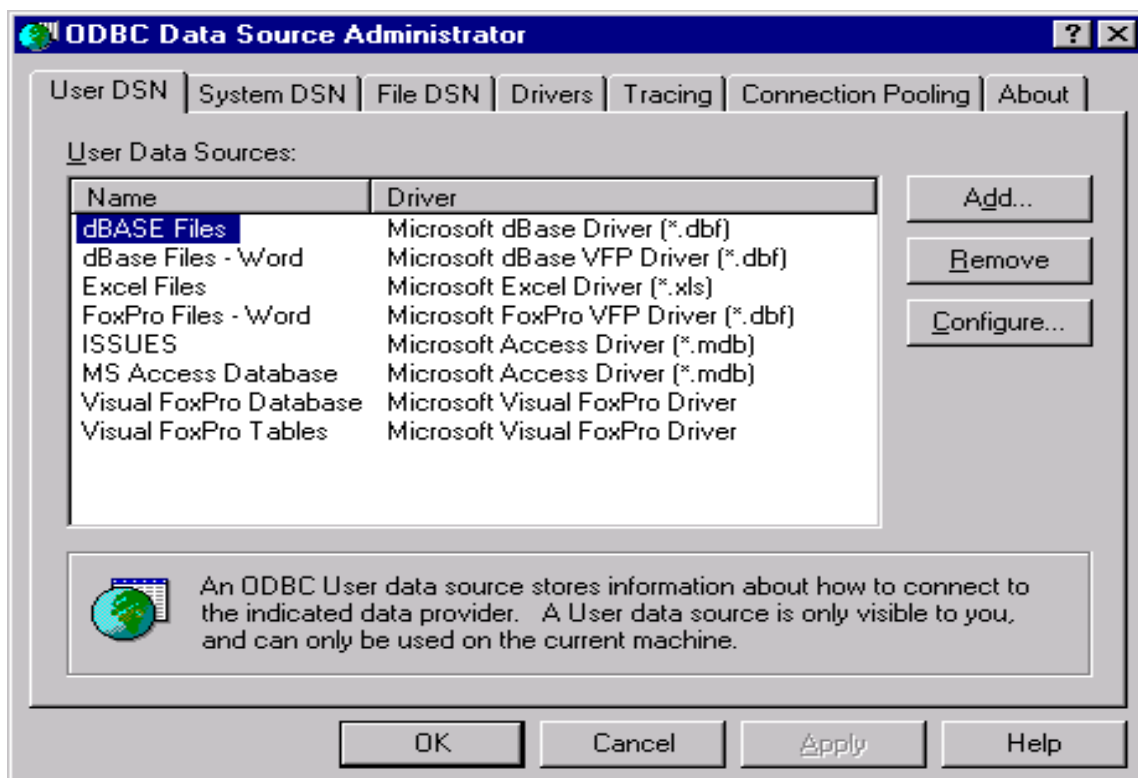 ODBC Data Source Administrator
User DSN System DSN File DSN Drivers Tracing Connection Pooling About
User Data Sources:
Name Driver
dBASE Files Microsoft dBase Driver (*.dbf)
dBase Files - Word Microsoft dBase VFP Driver (*.dbf)
Excel Files Microsoft Excel Driver (*.xls)
FoxPro Files - Word Microsoft FoxPro VFP Driver (*.dbf)
ISSUES Microsoft Access Driver (*.mdb)
MS Access Database Microsoft Access Driver (*.mdb)
Visual FoxPro Database Microsoft Visual FoxPro Driver
Visual FoxPro Tables Microsoft Visual FoxPro Driver
Add...
Remove
Configure...
An ODBC User data source stores information about how to connect to
the indicated data provider. A User data source is only visible to you,
and can only be used on the current machine.
OK Cancel Apply Help